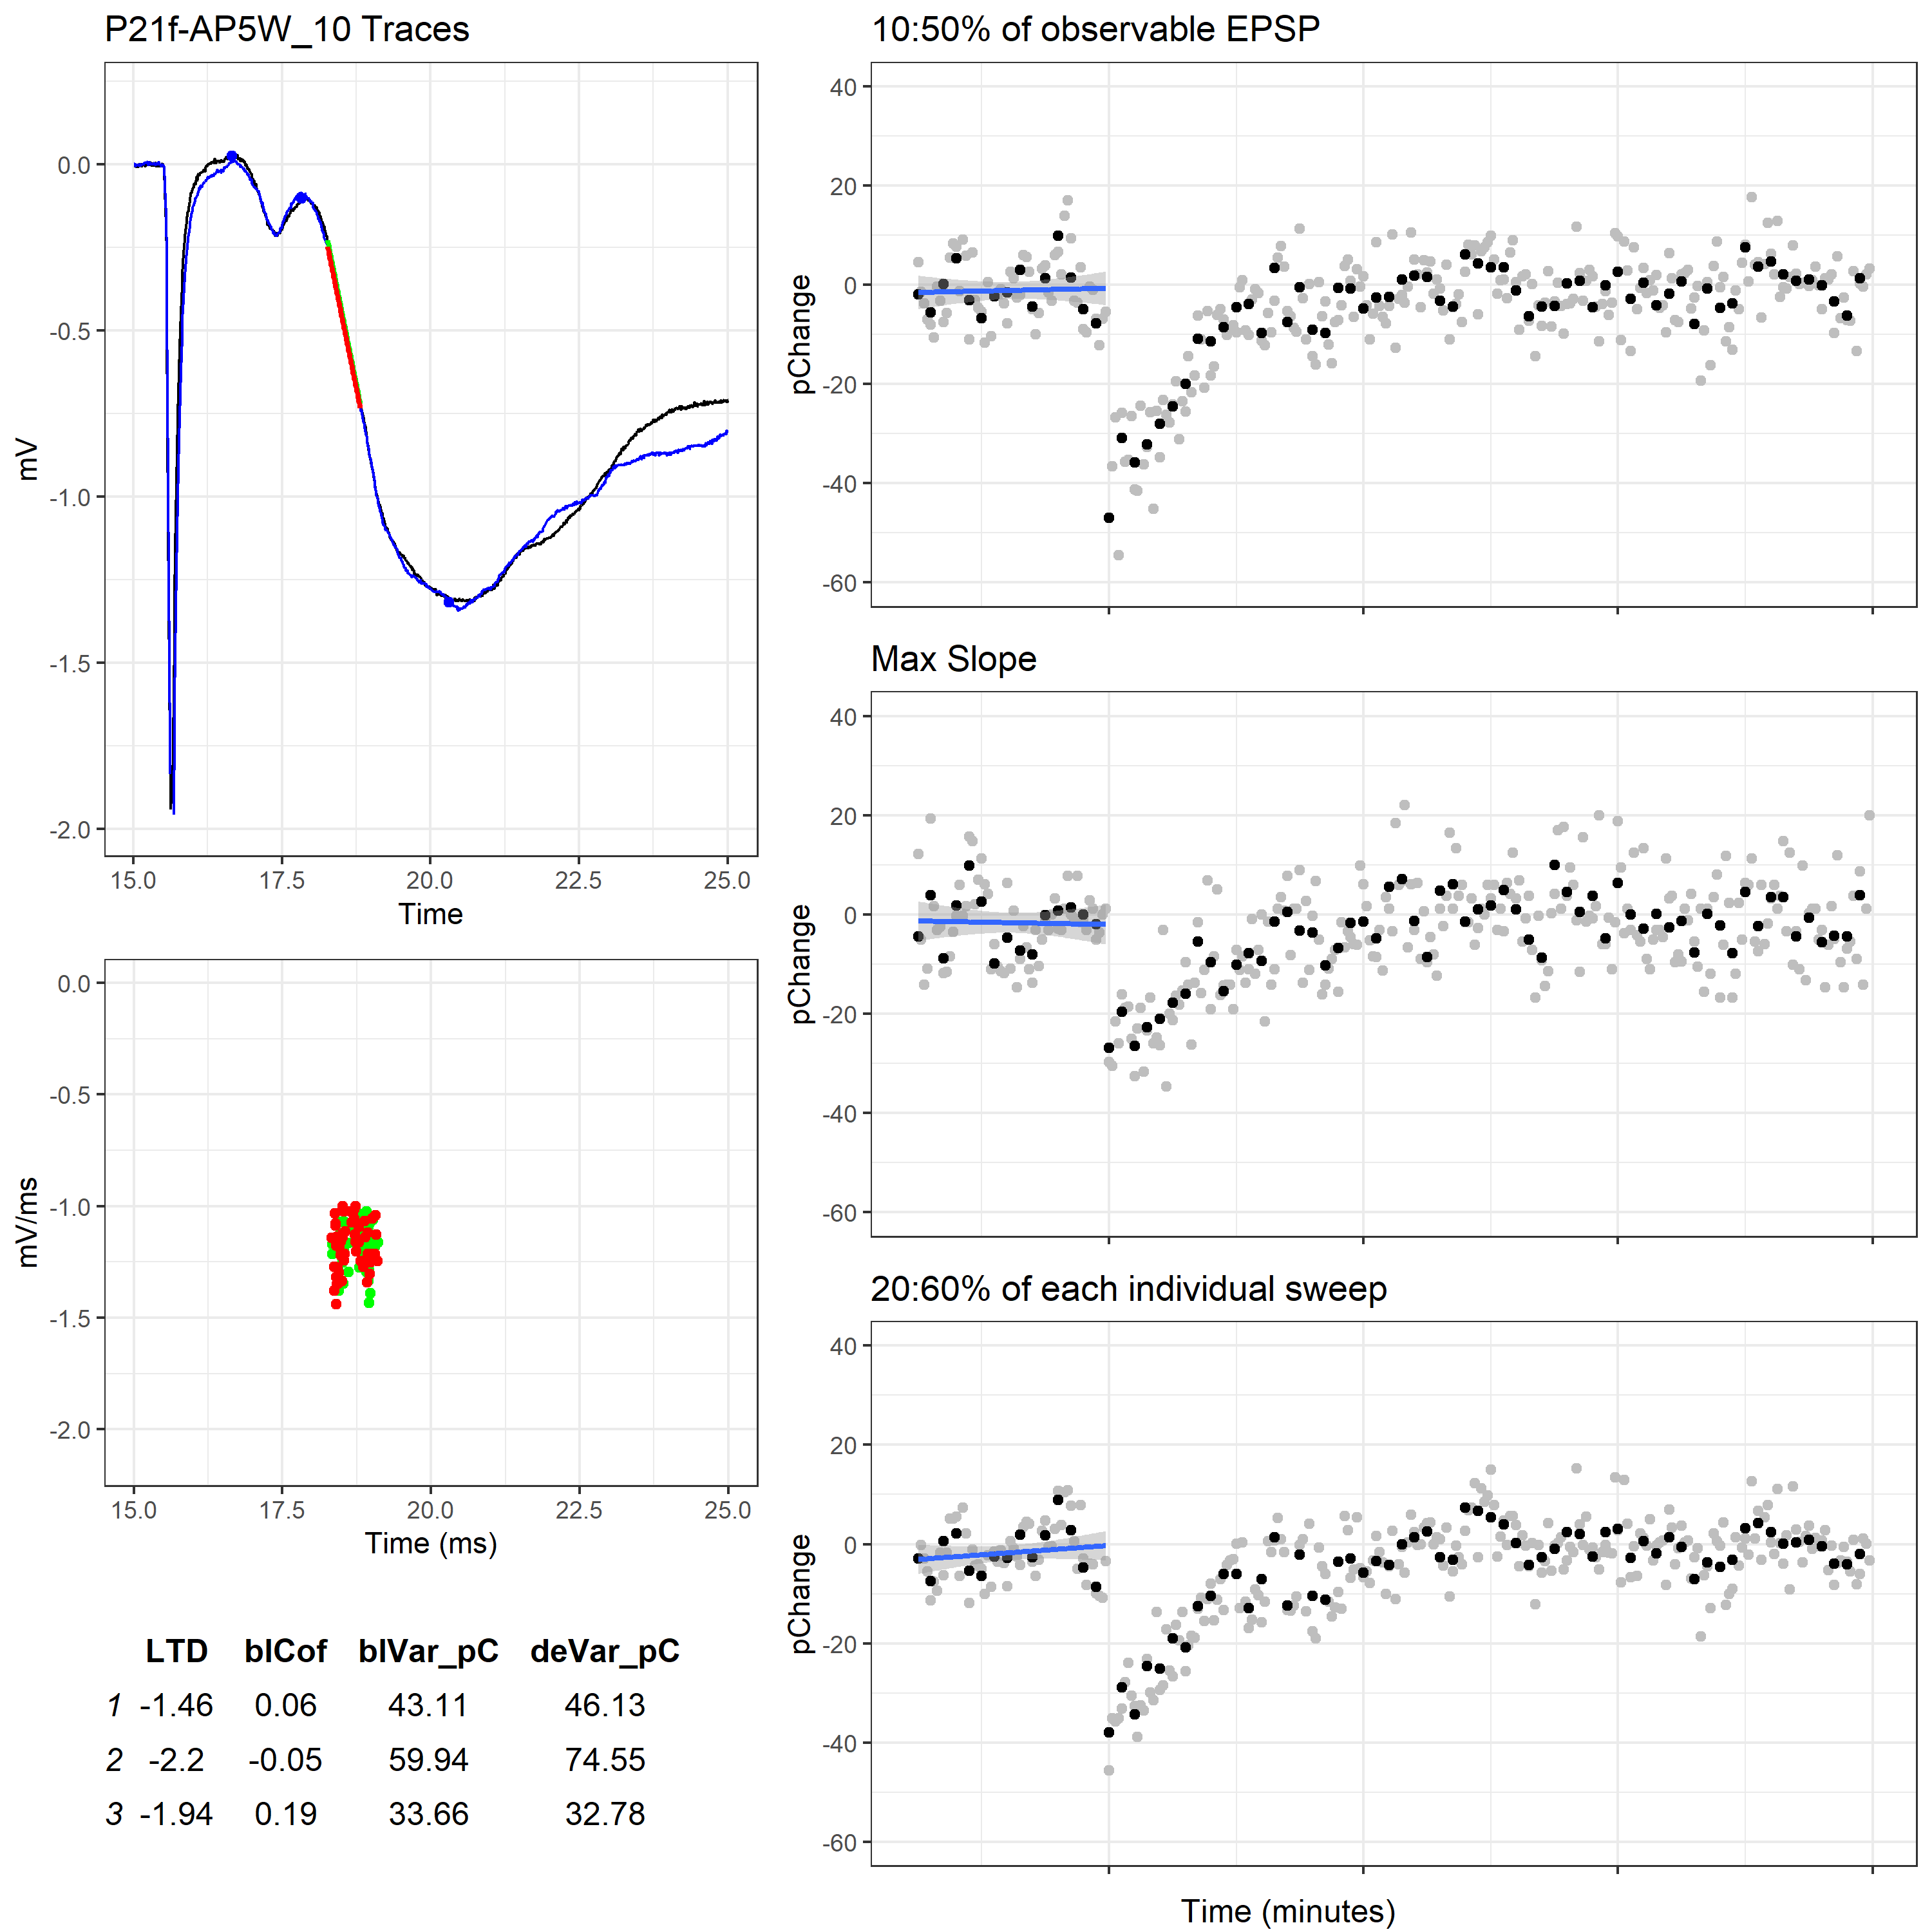 P21f-AP5W_10 Traces
0.0
-0.5
-1.0
-1.5
-2.0
mV
15.0 17.5 20.0 22.5 25.0
Time
0.0
-0.5
-1.0
-1.5
-2.0
mV/ms
15.0 17.5 20.0 22.5 25.0
Time (ms)
LTD blCof blVar_pC deVar_pC
1 -1.46 0.06 43.11 46.13
2 -2.2 -0.05 59.94 74.55
3 -1.94 0.19 33.66 32.78
10:50% of observable EPSP
40
20
0
-20
-40
-60
pChange
Max Slope
40
20
0
-20
-40
-60
pChange
20:60% of each individual sweep
40
20
0
-20
-40
-60
pChange
Time (minutes)